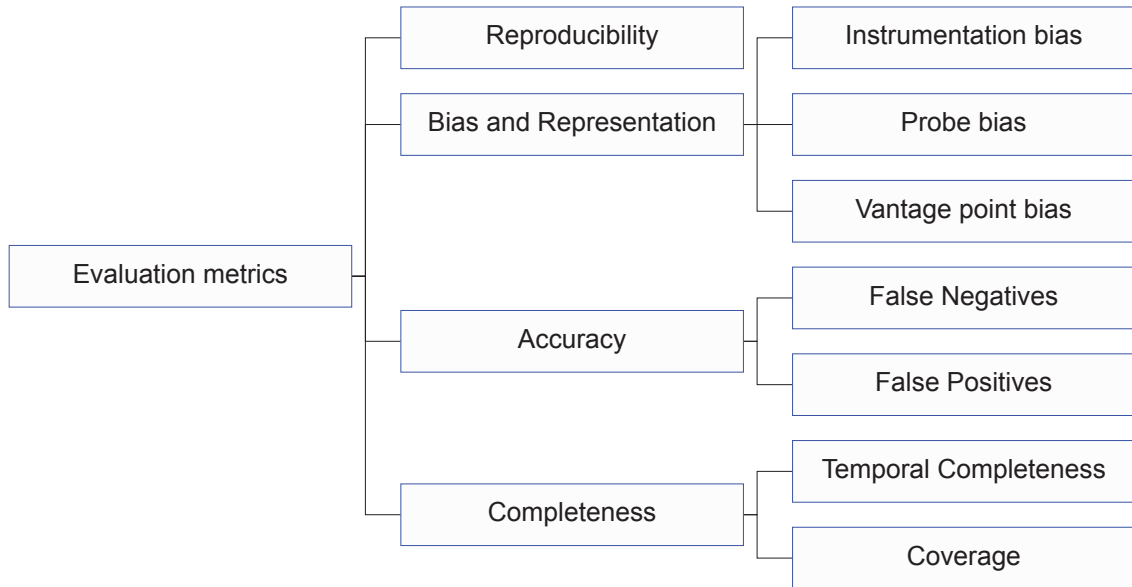 Evaluation metrics
Reproducibility
Bias and Representation
Instrumentation bias
Probe bias
Vantage point bias
Accuracy
False Negatives
False Positives
Completeness
Temporal Completeness
Coverage